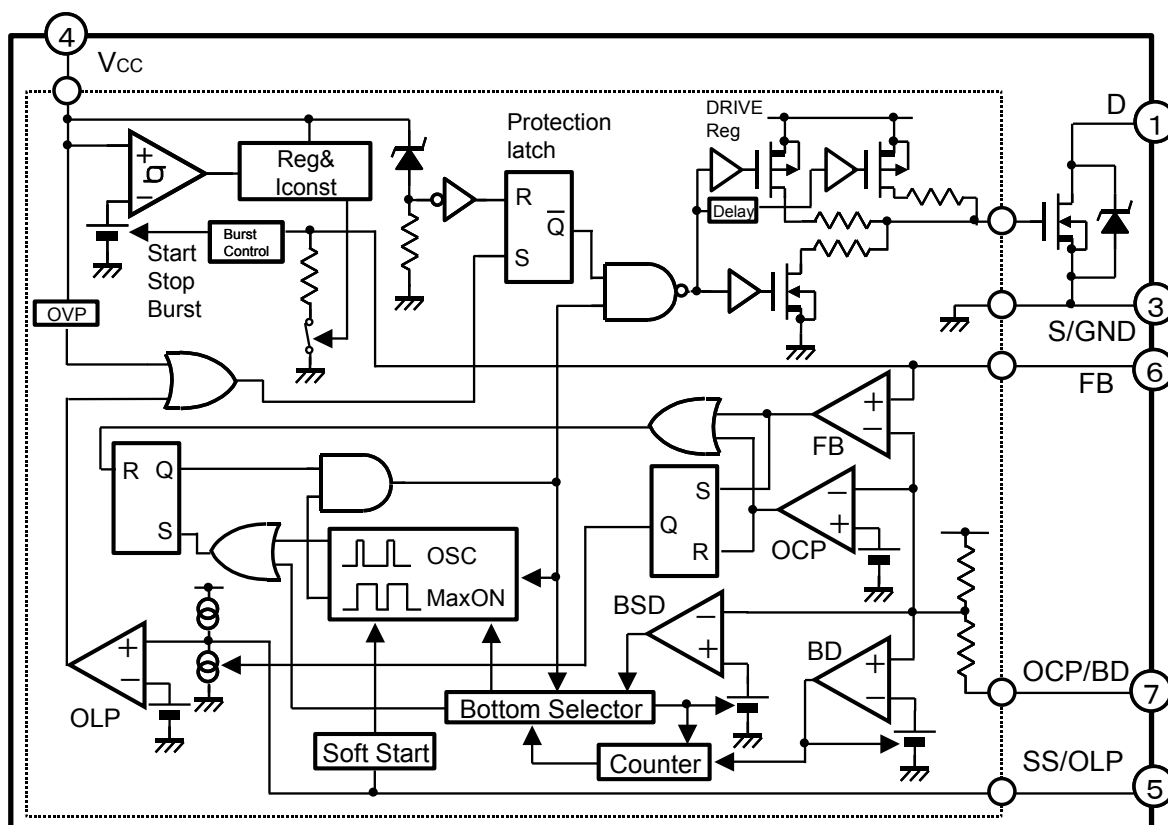 4
VCC
D
1
DRIVE
Reg
Protection
latch
+
-
Reg&
Iconst
R
Q
S
Delay
Burst
Control
Start
Stop
Burst
OVP
3
S/GND
6
FB
+
-
FB
R Q
S
S
Q
R
-
+
OCP
OSC
MaxON
BSD
-
+
BD
+
-
+
-
OLP
OCP/BD
7
Bottom Selector
Soft Start
Counter
SS/OLP
5